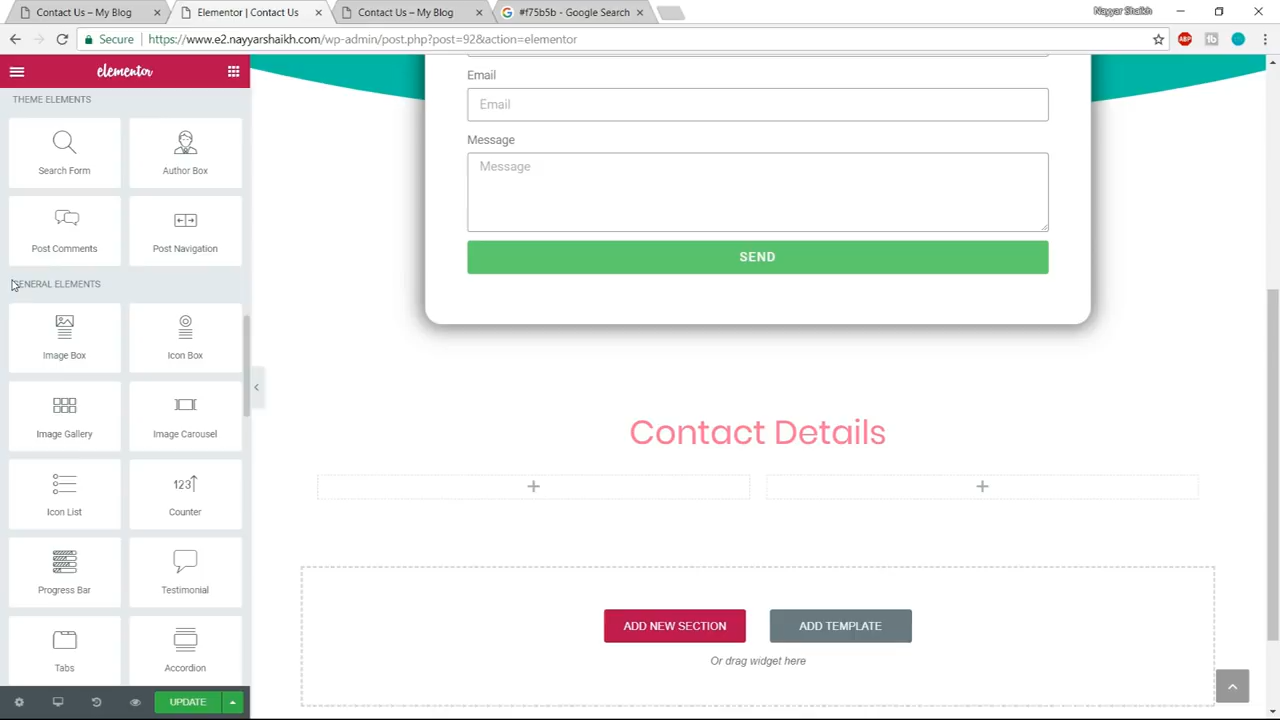 Contact Us – My Blog
Elementor | Contact Us
Contact Us – My Blog
#f75b5b - Google Search
Nayyar Shaikh
Secure
https://www.e2.nayyarshaikh.com/wp-admin/post.php?post=92&action=elementor
ABP
elementor
THEME ELEMENTS
Search Form
Author Box
Post Comments
Post Navigation
GENERAL ELEMENTS
Image Box
Icon Box
Image Gallery
Image Carousel
123
Icon List
Counter
Progress Bar
Testimonial
Tabs
Accordion
UPDATE
Email
Email
Message
Message
SEND
Contact Details
ADD NEW SECTION
ADD TEMPLATE
Or drag widget here